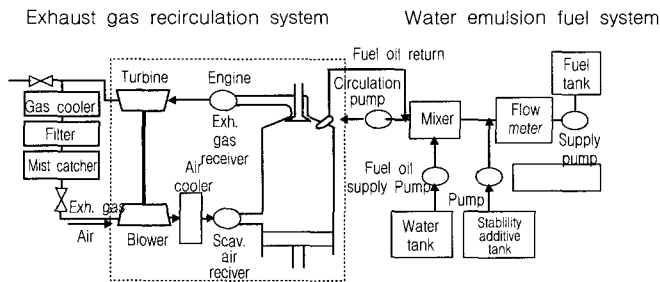 Exhaust gas recirculation system
Water emulsion fuel system
Turbine
Engine
Fuel oil return
Circulation
pump
Fuel
tank
Gas cooler
Filter
Mist catcher
Exh.
gas
receiver
Mixer
Flow
meter
Supply
pump
Air
cooler
Fuel oil
supply Pump
Pump
Exh. gas
Air
Blower
Scav.
air
reciver
Water
tank
Stablility
additive tank